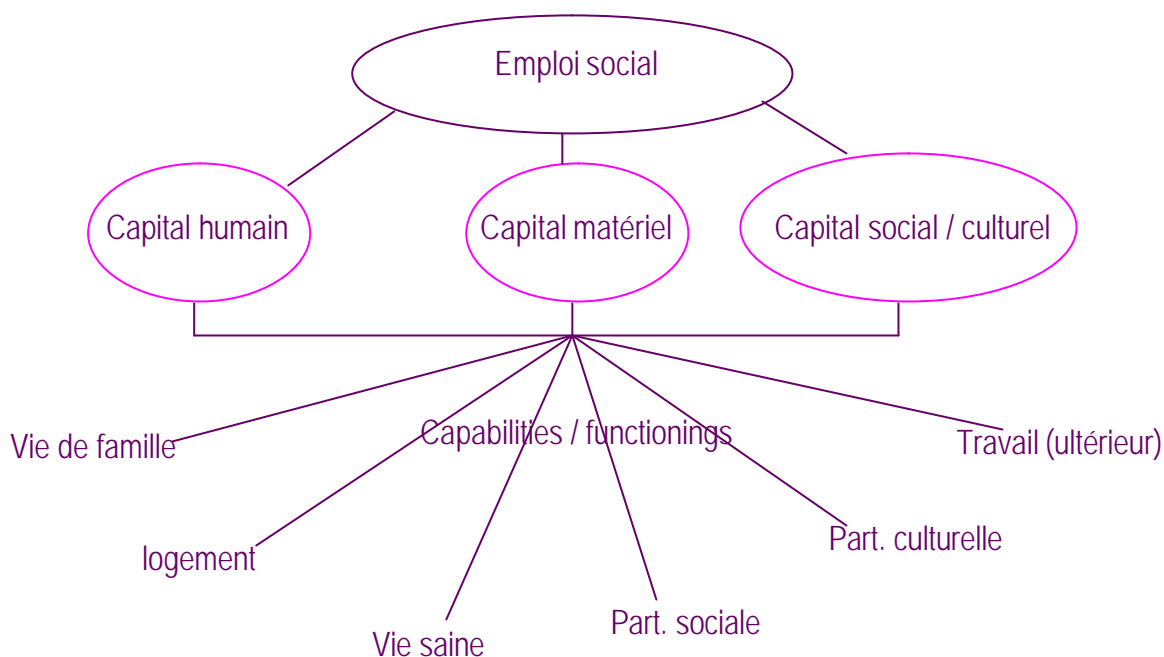 Emploi social
Capital humain
Capital matériel
Capital social / culturel
Capabilities / functionings
Vie de famille
Travail (ultérieur)
logement
Part. culturelle
Vie saine
Part. sociale